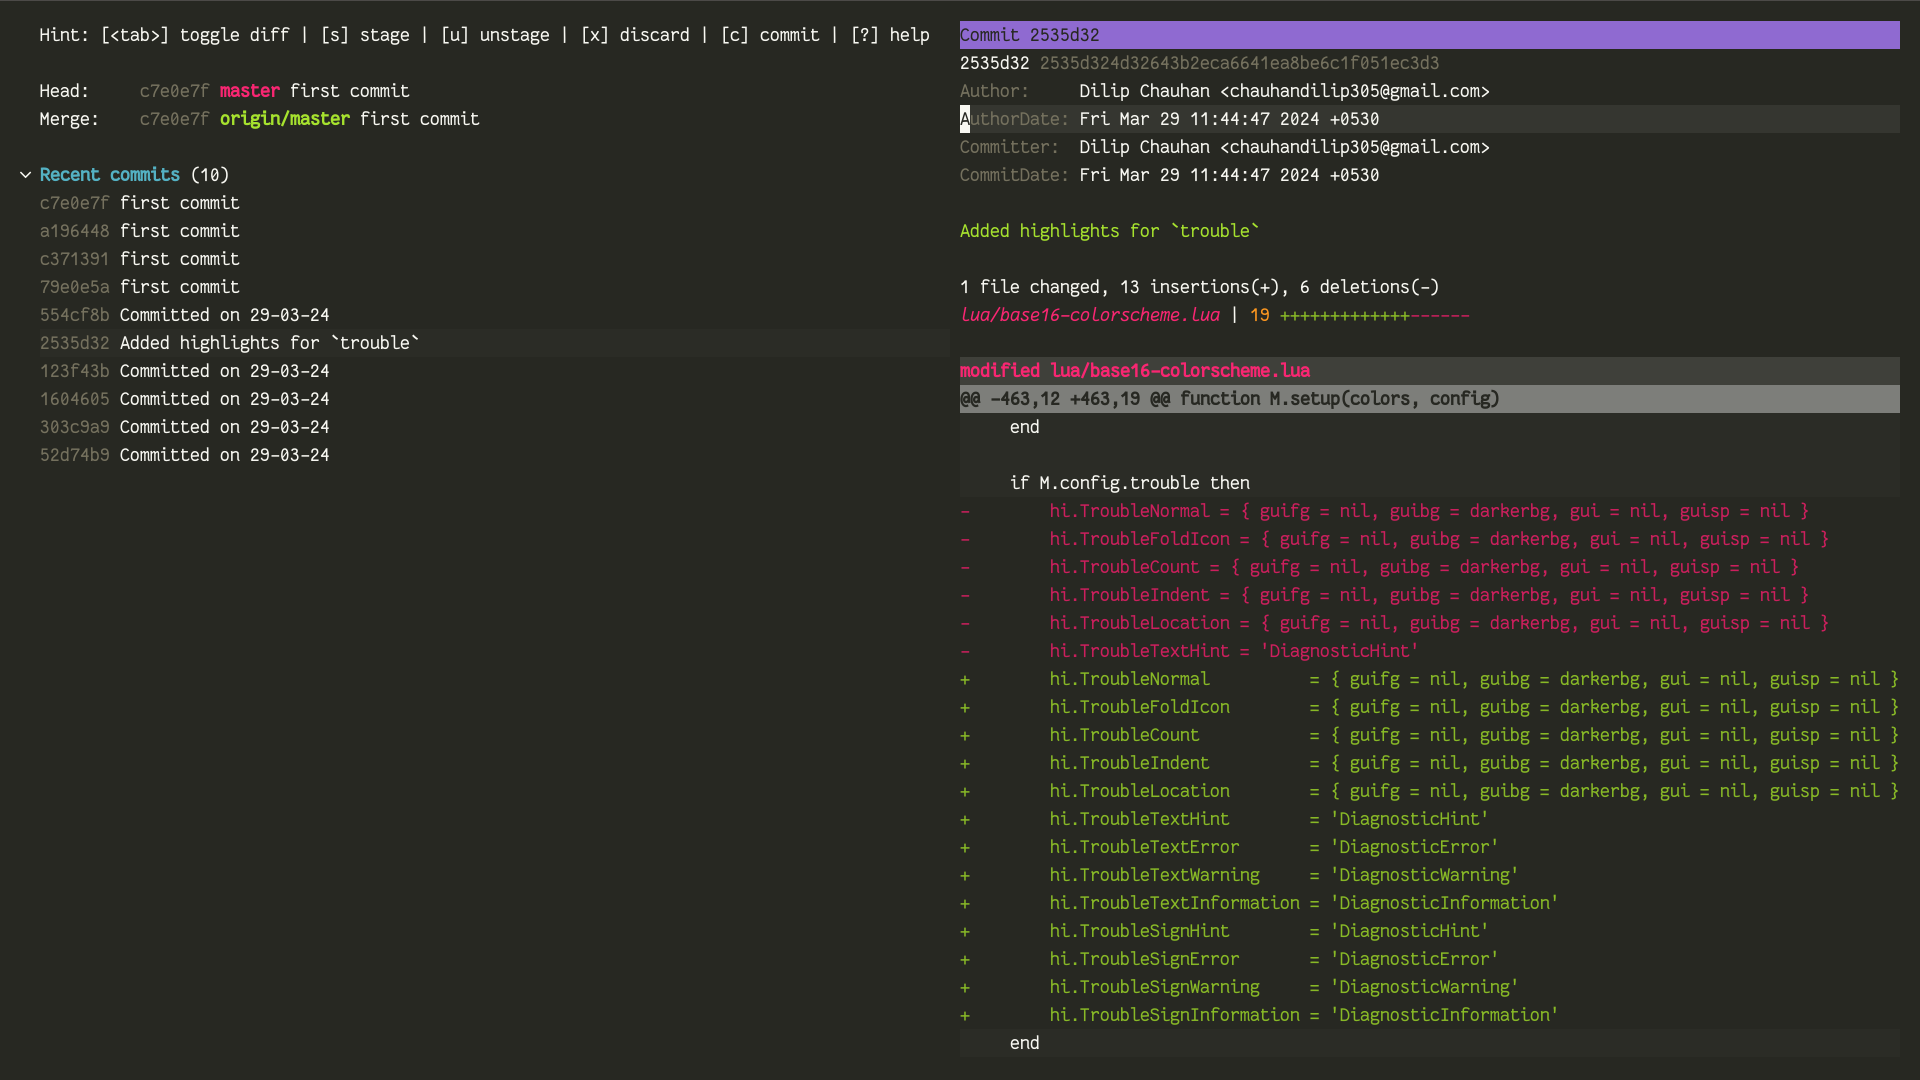 Hint: [<tab>] toggle diff | [s] stage | [u] unstage | [x] discard | [c] commit | [?] help
Head:     c7e0e7f master first commit
Merge:    c7e0e7f origin/master first commit
Recent commits (10)
c7e0e7f first commit
a196448 first commit
c371391 first commit
79e0e5a first commit
554cf8b Committed on 29-03-24
2535d32 Added highlights for `trouble`
123f43b Committed on 29-03-24
1604605 Committed on 29-03-24
303c9a9 Committed on 29-03-24
52d74b9 Committed on 29-03-24
Commit 2535d32
2535d32 2535d324d32643b2eca6641ea8be6c1f051ec3d3
Author:     Dilip Chauhan <chauhandilip305@gmail.com>
AuthorDate: Fri Mar 29 11:44:47 2024 +0530
Committer:  Dilip Chauhan <chauhandilip305@gmail.com>
CommitDate: Fri Mar 29 11:44:47 2024 +0530
Added highlights for `trouble`
1 file changed, 13 insertions(+), 6 deletions(-)
lua/base16-colorscheme.lua | 19 +++++++++++++------
modified lua/base16-colorscheme.lua
@@ -463,12 +463,19 @@ function M.setup(colors, config)
     end
     if M.config.trouble then
-        hi.TroubleNormal = { guifg = nil, guibg = darkerbg, gui = nil, guisp = nil }
-        hi.TroubleFoldIcon = { guifg = nil, guibg = darkerbg, gui = nil, guisp = nil }
-        hi.TroubleCount = { guifg = nil, guibg = darkerbg, gui = nil, guisp = nil }
-        hi.TroubleIndent = { guifg = nil, guibg = darkerbg, gui = nil, guisp = nil }
-        hi.TroubleLocation = { guifg = nil, guibg = darkerbg, gui = nil, guisp = nil }
-        hi.TroubleTextHint = 'DiagnosticHint'
+        hi.TroubleNormal          = { guifg = nil, guibg = darkerbg, gui = nil, guisp = nil }
+        hi.TroubleFoldIcon        = { guifg = nil, guibg = darkerbg, gui = nil, guisp = nil }
+        hi.TroubleCount           = { guifg = nil, guibg = darkerbg, gui = nil, guisp = nil }
+        hi.TroubleIndent          = { guifg = nil, guibg = darkerbg, gui = nil, guisp = nil }
+        hi.TroubleLocation        = { guifg = nil, guibg = darkerbg, gui = nil, guisp = nil }
+        hi.TroubleTextHint        = 'DiagnosticHint'
+        hi.TroubleTextError       = 'DiagnosticError'
+        hi.TroubleTextWarning     = 'DiagnosticWarning'
+        hi.TroubleTextInformation = 'DiagnosticInformation'
+        hi.TroubleSignHint        = 'DiagnosticHint'
+        hi.TroubleSignError       = 'DiagnosticError'
+        hi.TroubleSignWarning     = 'DiagnosticWarning'
+        hi.TroubleSignInformation = 'DiagnosticInformation'
     end